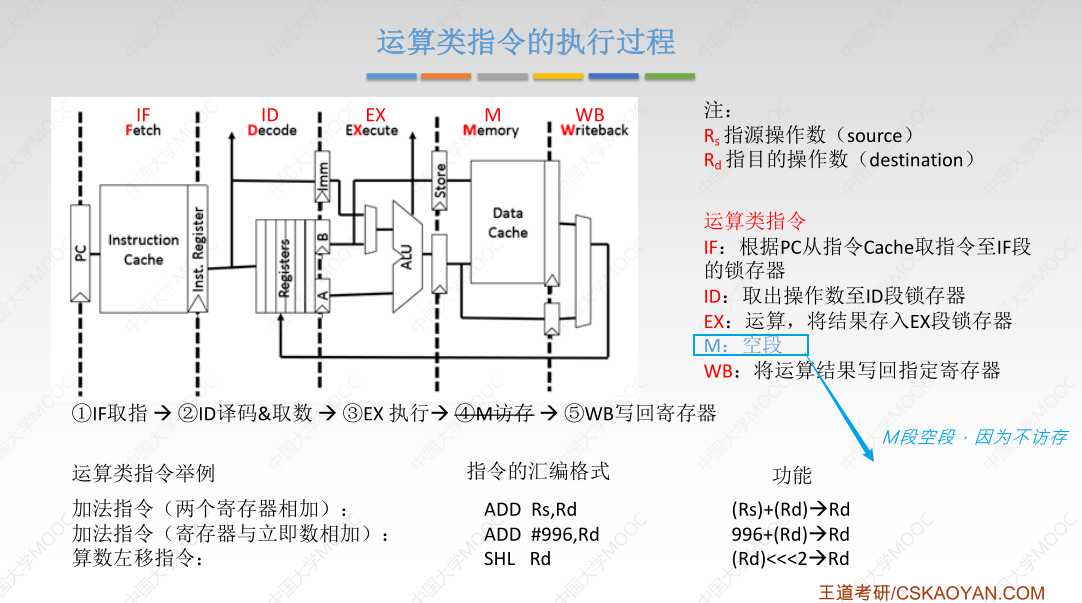 运算类指令的执行过程
IF ID EX M WB
Fetch Decode EXecute Memory Writeback
PC
Instruction
Cache
Inst. Register
Registers
Imm
B
A
ALU
Store
Data
Cache
注：
Rs 指源操作数（source）
Rd 指目的操作数（destination）
运算类指令
IF：根据PC从指令Cache取指令至IF段
的锁存器
ID：取出操作数至ID段锁存器
EX：运算，将结果存入EX段锁存器
M：空段
WB：将运算结果写回指定寄存器
M段空段，因为不访存
①IF取指 → ②ID译码&取数 → ③EX 执行→ ④M访存 → ⑤WB写回寄存器
运算类指令举例 指令的汇编格式 功能
加法指令（两个寄存器相加）： ADD Rs,Rd (Rs)+(Rd)→Rd
加法指令（寄存器与立即数相加）： ADD #996,Rd 996+(Rd)→Rd
算数左移指令： SHL Rd (Rd)<<<2→Rd
王道考研/CSKAOYAN.COM
中国大学MOOC